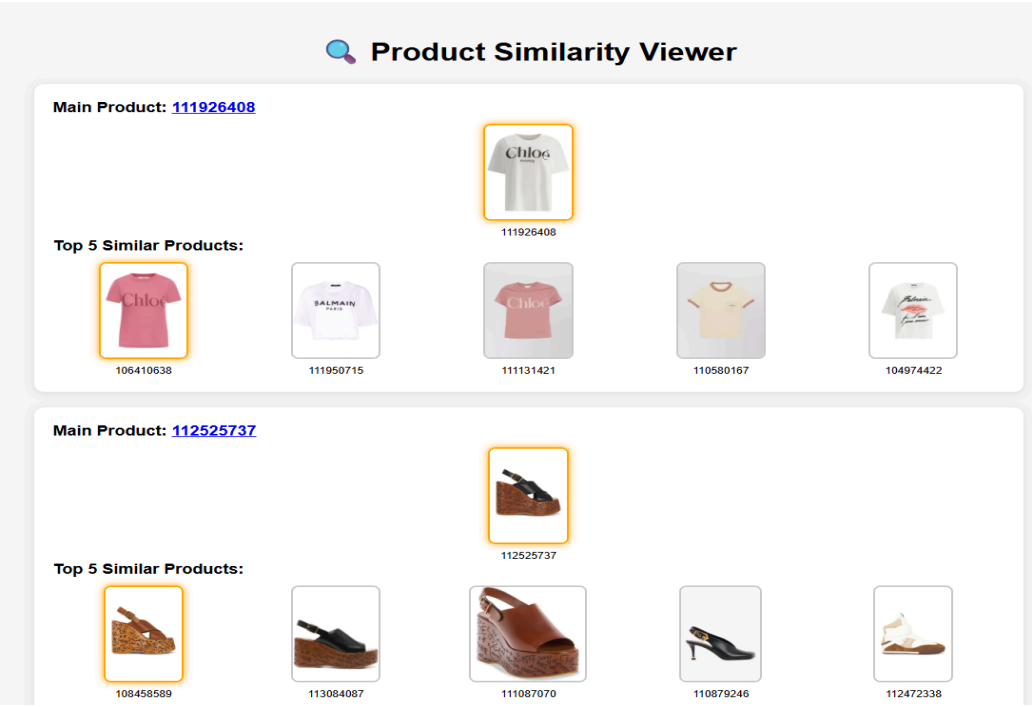 Product Similarity Viewer
Main Product: 111926408
Chloé
111926408
Top 5 Similar Products:
Chloé
BALMAIN
PARIS
Chloé
106410638
111950715
111131421
110580167
104974422
Main Product: 112525737
112525737
Top 5 Similar Products:
108458589
113084087
111087070
110879246
112472338